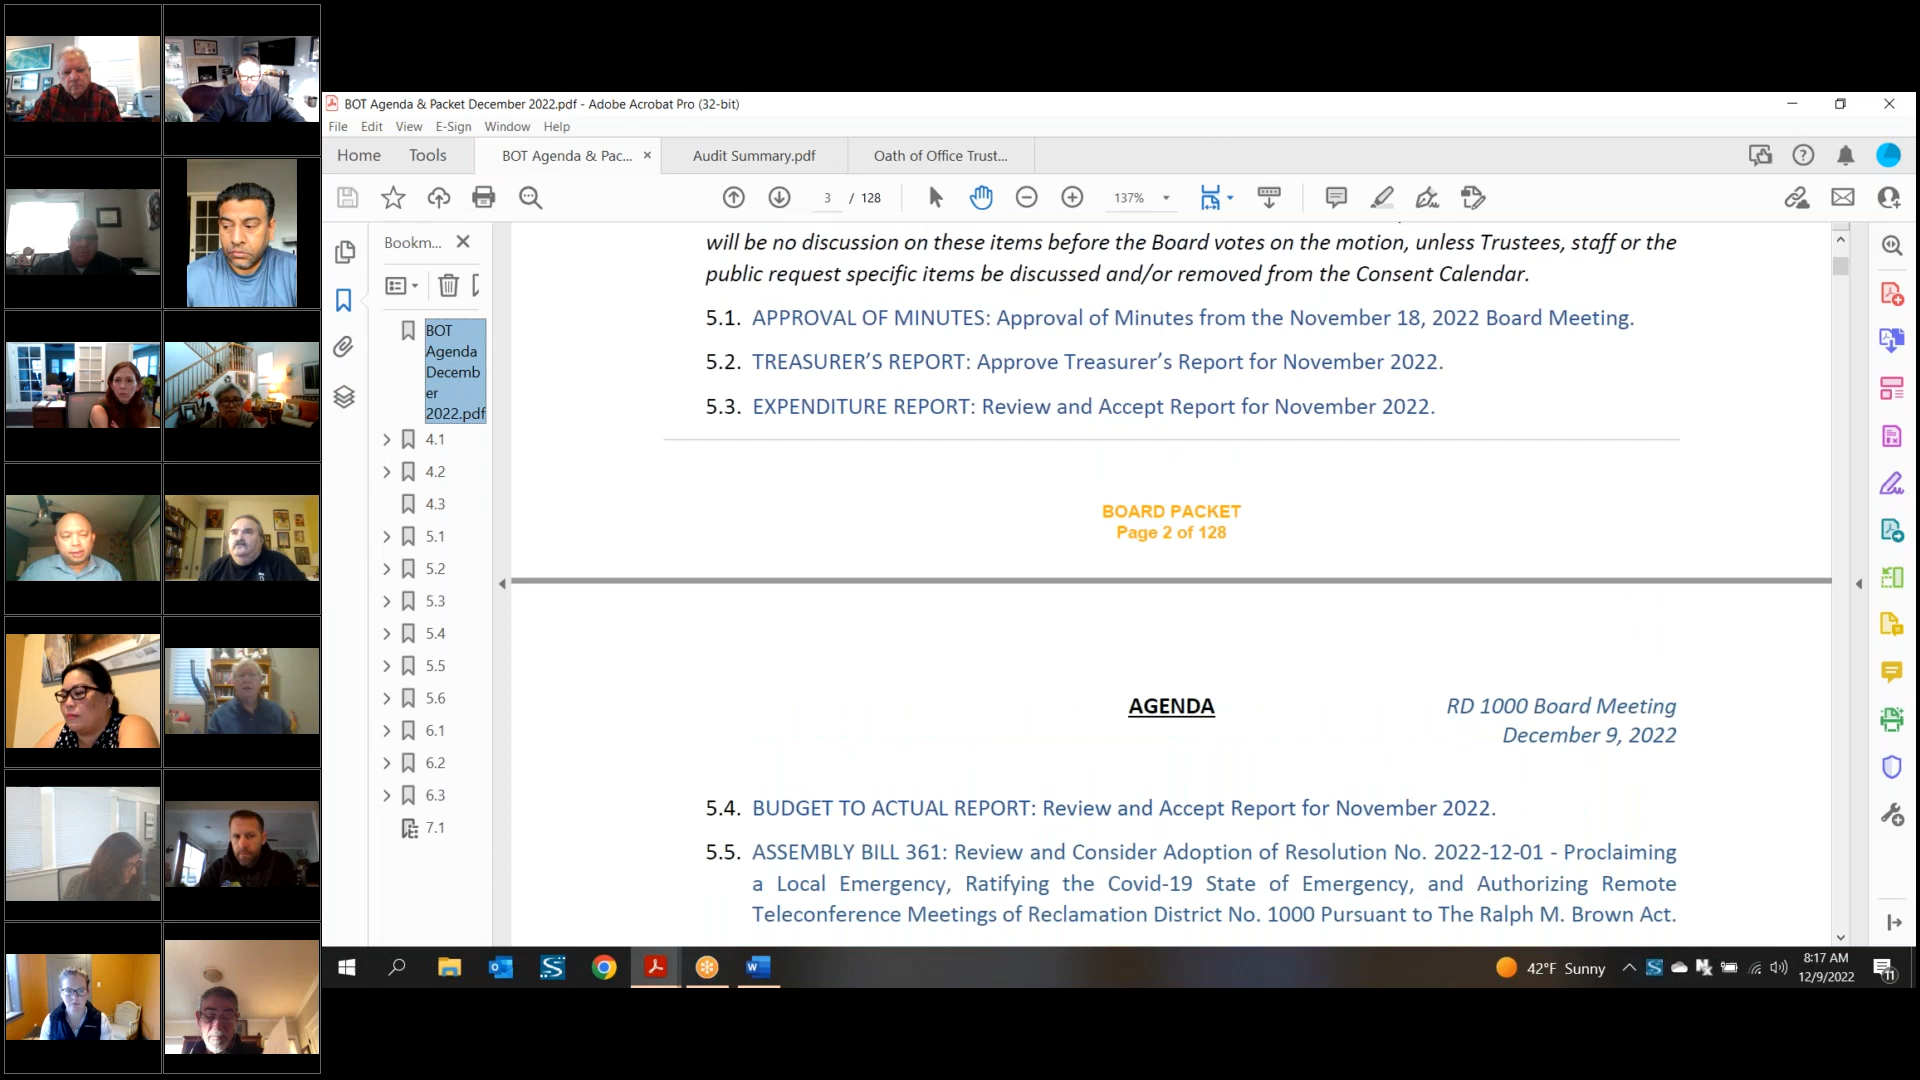 BOT Agenda & Packet December 2022.pdf - Adobe Acrobat Pro (32-bit)
File Edit View E-Sign Window Help
Home Tools BOT Agenda & Pac... × Audit Summary.pdf Oath of Office Trust...
3 / 128 137%
Bookm...
BOT
Agenda
Decemb
er
2022.pdf
4.1
4.2
4.3
5.1
5.2
5.3
5.4
5.5
5.6
6.1
6.2
6.3
7.1
will be no discussion on these items before the Board votes on the motion, unless Trustees, staff or the
public request specific items be discussed and/or removed from the Consent Calendar.
5.1. APPROVAL OF MINUTES: Approval of Minutes from the November 18, 2022 Board Meeting.
5.2. TREASURER’S REPORT: Approve Treasurer’s Report for November 2022.
5.3. EXPENDITURE REPORT: Review and Accept Report for November 2022.
BOARD PACKET
Page 2 of 128
AGENDA
RD 1000 Board Meeting
December 9, 2022
5.4. BUDGET TO ACTUAL REPORT: Review and Accept Report for November 2022.
5.5. ASSEMBLY BILL 361: Review and Consider Adoption of Resolution No. 2022-12-01 - Proclaiming
a Local Emergency, Ratifying the Covid-19 State of Emergency, and Authorizing Remote
Teleconference Meetings of Reclamation District No. 1000 Pursuant to The Ralph M. Brown Act.
42°F Sunny
8:17 AM
12/9/2022
11